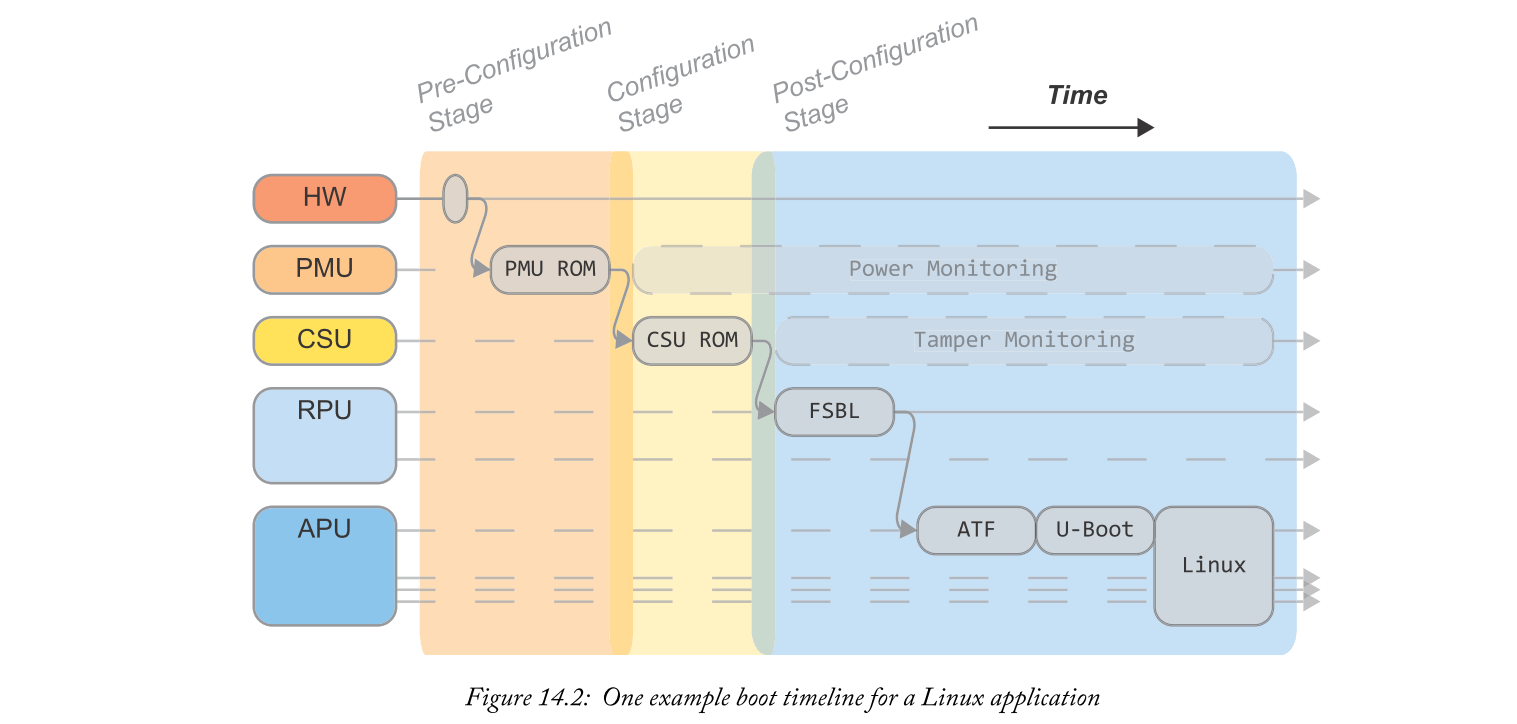 Pre-Configuration
Stage
Configuration
Stage
Post-Configuration
Stage
Time
HW
PMU
PMU ROM
Power Monitoring
CSU
CSU ROM
Tamper Monitoring
RPU
FSBL
APU
ATF
U-Boot
Linux
Figure 14.2: One example boot timeline for a Linux application